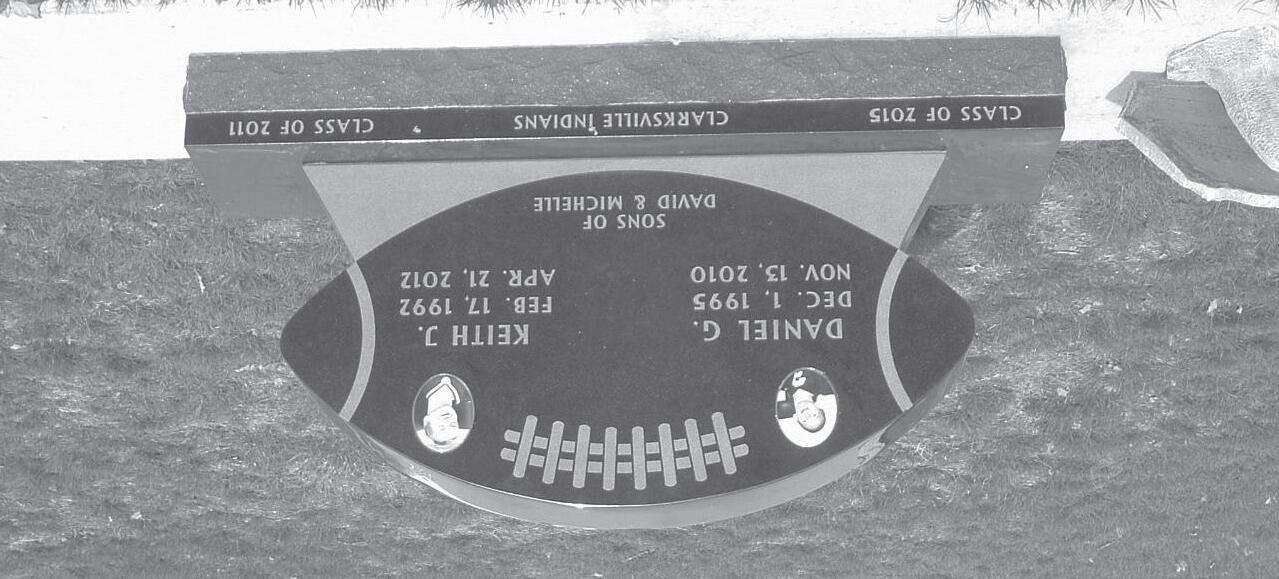 DANIEL G.
DEC. 1, 1995
NOV. 13, 2010
KEITH J.
FEB. 17, 1992
APR. 21, 2012
SONS OF
DAVID & MICHELLE
CLASS OF 2015 CLARKSVILLE INDIANS CLASS OF 2011